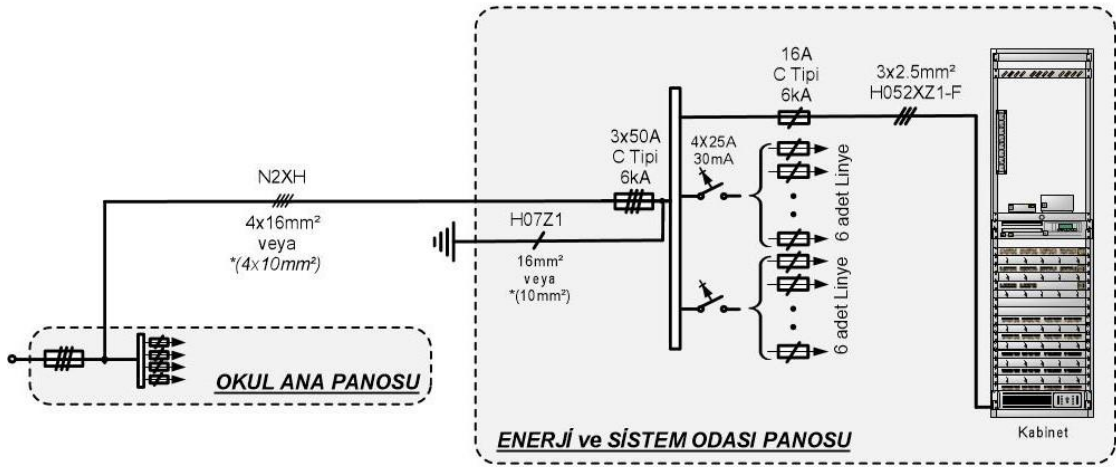 16A
C Tipi
6kA
3x2.5mm²
H052XZ1-F
3x50A
C Tipi
6kA
4X25A
30mA
6 adet Linye
N2XH
4x16mm²
veya
*(4x10mm²)
H07Z1
16mm²
veya
*(10mm²)
6 adet Linye
OKUL ANA PANOSU
ENERJİ ve SİSTEM ODASI PANOSU
Kabinet